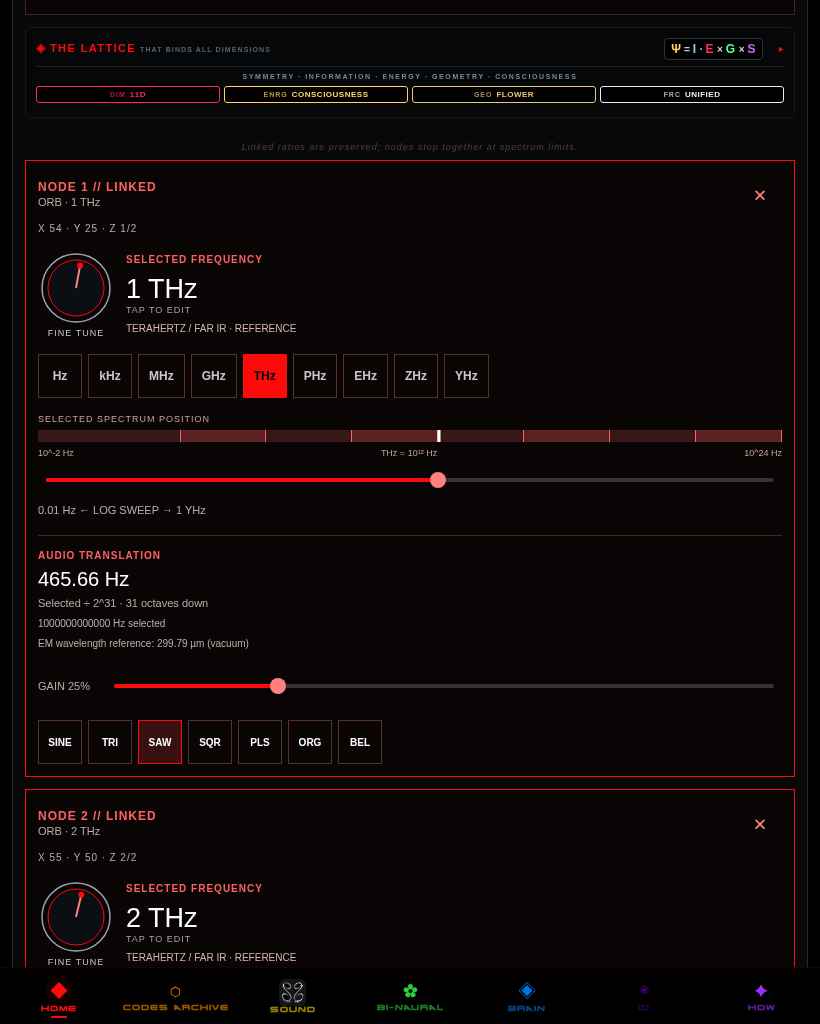 ◈ THE LATTICE THAT BINDS ALL DIMENSIONS
Ψ = I · E × G × S ▸
SYMMETRY · INFORMATION · ENERGY · GEOMETRY · CONSCIOUSNESS
DIM 11D
ENRG CONSCIOUSNESS
GEO FLOWER
FRC UNIFIED
Linked ratios are preserved; nodes stop together at spectrum limits.
NODE 1 // LINKED
ORB · 1 THz
X 54 · Y 25 · Z 1/2
SELECTED FREQUENCY
1 THz
TAP TO EDIT
TERAHERTZ / FAR IR · REFERENCE
FINE TUNE
Hz kHz MHz GHz THz PHz EHz ZHz YHz
SELECTED SPECTRUM POSITION
10^-2 Hz THz = 10¹² Hz 10^24 Hz
0.01 Hz ← LOG SWEEP → 1 YHz
AUDIO TRANSLATION
465.66 Hz
Selected ÷ 2^31 · 31 octaves down
1000000000000 Hz selected
EM wavelength reference: 299.79 µm (vacuum)
GAIN 25%
SINE TRI SAW SQR PLS ORG BEL
NODE 2 // LINKED
ORB · 2 THz
X 55 · Y 50 · Z 2/2
SELECTED FREQUENCY
2 THz
TAP TO EDIT
TERAHERTZ / FAR IR · REFERENCE
FINE TUNE
HOME CODES ARCHIVE SOUND BI-NAURAL BRAIN HOW